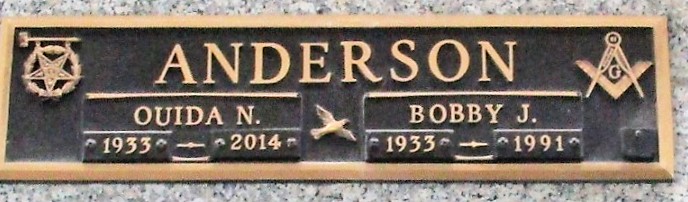 ANDERSON
OUIDA N.
1933 — 2014
BOBBY J.
1933 — 1991
G